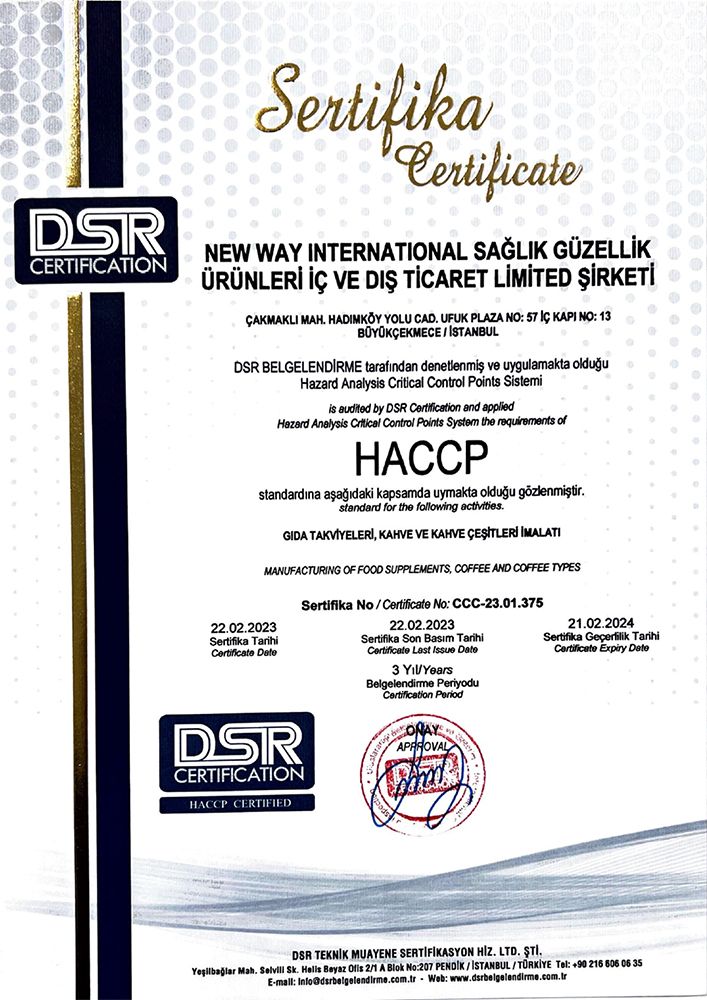 Sertifika
Certificate
DSR
CERTIFICATION
NEW WAY INTERNATIONAL SAĞLIK GÜZELLİK
ÜRÜNLERİ İÇ VE DIŞ TİCARET LİMİTED ŞİRKETİ
ÇAKMAKLI MAH. HADIMKÖY YOLU CAD. UFUK PLAZA NO: 57 İÇ KAPI NO: 13
BÜYÜKÇEKMECE / İSTANBUL
DSR BELGELENDİRME tarafından denetlenmiş ve uygulamakta olduğu
Hazard Analysis Critical Control Points Sistemi
is audited by DSR Certification and applied
Hazard Analysis Critical Control Points System the requirements of
HACCP
standardına aşağıdaki kapsamda uymakta olduğu gözlenmiştir.
standard for the following activities.
GIDA TAKVİYELERİ, KAHVE VE KAHVE ÇEŞİTLERİ İMALATI
MANUFACTURING OF FOOD SUPPLEMENTS, COFFEE AND COFFEE TYPES
Sertifika No / Certificate No: CCC-23.01.375
22.02.2023 22.02.2023 21.02.2024
Sertifika Tarihi Sertifika Son Basım Tarihi Sertifika Geçerlilik Tarihi
Certificate Date Certificate Last Issue Date Certificate Expiry Date
3 Yıl/Years
Belgelendirme Periyodu
Certification Period
DSR
CERTIFICATION
HACCP CERTIFIED
ONAY
APPROVAL
DSR TEKNİK MUAYENE SERTİFİKASYON HİZ. LTD. ŞTİ.
Yeşilbağlar Mah. Selvili Sk. Helis Beyaz Ofis 2/1 A Blok No:207 PENDİK / İSTANBUL / TÜRKİYE Tel: +90 216 606 06 35
E-mail: info@dsrbelgelendirme.com.tr - Web: www.dsrbelgelendirme.com.tr